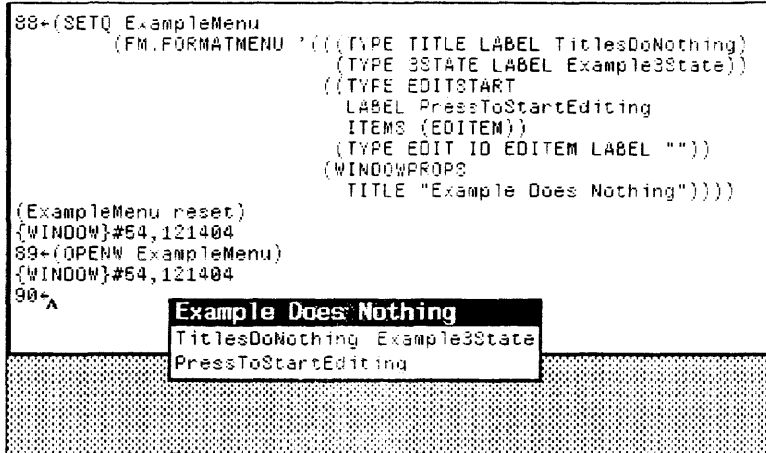 88←(SETQ ExampleMenu
(FM.FORMATMENU '(((TYPE TITLE LABEL TitlesDoNothing)
(TYPE 3STATE LABEL Example3State))
((TYPE EDITSTART
LABEL PressToStartEditing
ITEMS (EDITEM))
(TYPE EDIT ID EDITEM LABEL ""))
(WINDOWPROPS
TITLE "Example Does Nothing"))))
(ExampleMenu reset)
{WINDOW}#54,121404
89←(OPENW ExampleMenu)
{WINDOW}#54,121404
90←
Example Does Nothing
TitlesDoNothing Example3State
PressToStartEditing